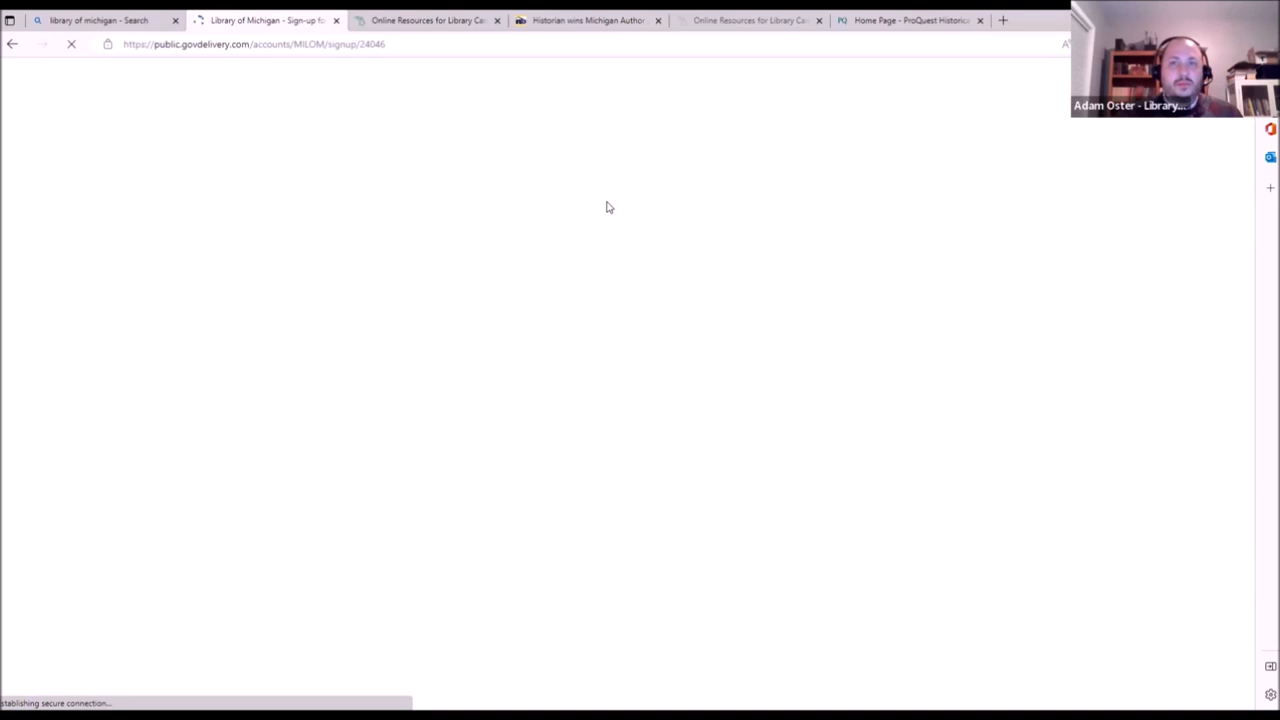 library of michigan - Search
Library of Michigan - Sign-up fo
Online Resources for Library Ca
Historian wins Michigan Author
Online Resources for Library Ca
PQ Home Page - ProQuest Historica
https://public.govdelivery.com/accounts/MILOM/signup/24046
Adam Oster - Library...
stablishing secure connection...